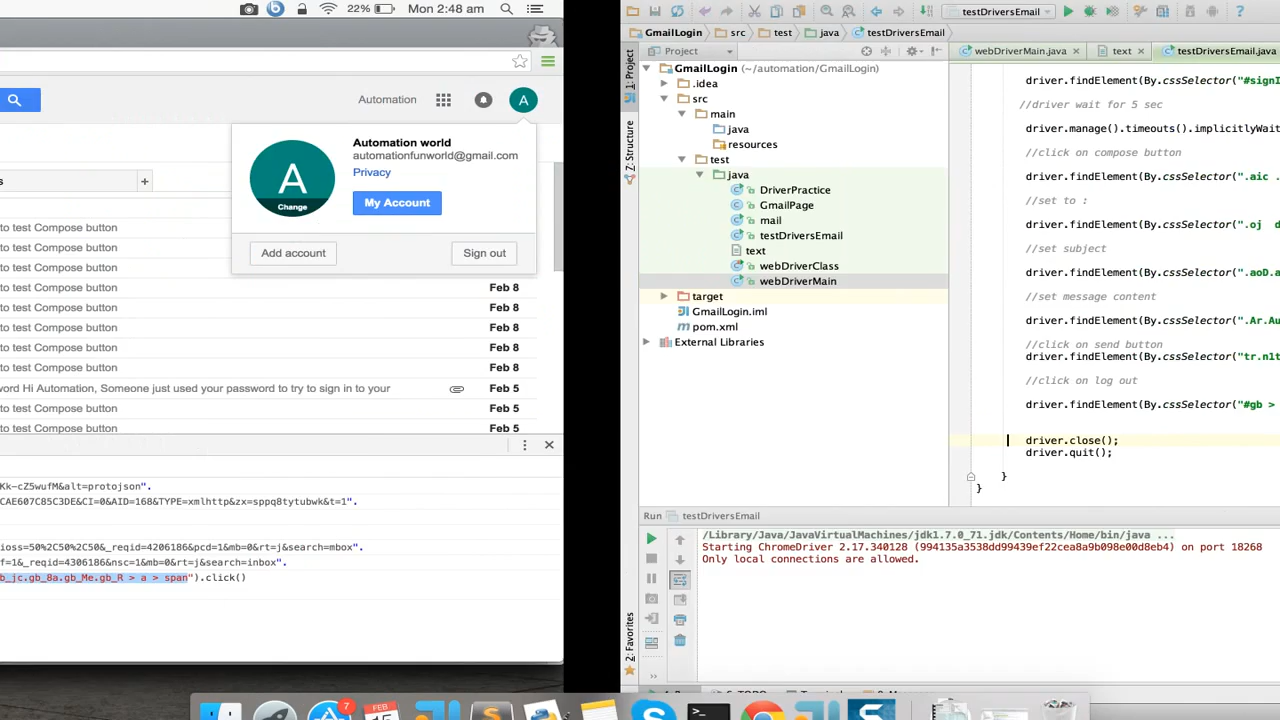 22%
Mon 2:48 am
Automation
A
Automation world
automationfunworld@gmail.com
Privacy
A
Change
My Account
Add account
Sign out
s
+
to test Compose button
to test Compose button
to test Compose button
to test Compose button
Feb 8
to test Compose button
Feb 8
to test Compose button
Feb 8
to test Compose button
Feb 8
to test Compose button
Feb 8
word Hi Automation, Someone just used your password to try to sign in to your
Feb 5
to test Compose button
Feb 5
to test Compose button
Feb 5
Kk-cZ5wufM&alt=protojson".
CAE607C85C3DE&CI=0&AID=168&TYPE=xmlhttp&zx=sppq8tytubwk&t=1".
ioss=50%2C50%2C50&_reqid=4206186&pcd=1&mb=0&rt=j&search=mbox".
f=1&_reqid=4306186&nsc=1&mb=0&rt=j&search=inbox".
b_jc.gb_8a.gb_Me.gb_R > a > span").click()
testDriversEmail
GmailLogin
src
test
java
testDriversEmail
1: Project
Z: Structure
2: Favorites
Project
webDriverMain.java
text
testDriversEmail.java
GmailLogin (~/automation/GmailLogin)
.idea
src
main
java
resources
test
java
DriverPractice
GmailPage
mail
testDriversEmail
text
webDriverClass
webDriverMain
target
GmailLogin.iml
pom.xml
External Libraries
driver.findElement(By.cssSelector("#signI
//driver wait for 5 sec
driver.manage().timeouts().implicitlyWait
//click on compose button
driver.findElement(By.cssSelector(".aic .
//set to :
driver.findElement(By.cssSelector(".oj d
//set subject
driver.findElement(By.cssSelector(".aoD.a
//set message content
driver.findElement(By.cssSelector(".Ar.Au
//click on send button
driver.findElement(By.cssSelector("tr.n1t
//click on log out
driver.findElement(By.cssSelector("#gb >
driver.close();
driver.quit();
}
}
Run testDriversEmail
/Library/Java/JavaVirtualMachines/jdk1.7.0_71.jdk/Contents/Home/bin/java ...
Starting ChromeDriver 2.17.340128 (994135a3538dd99439ef22cea8a9b098e00d8eb4) on port 18268
Only local connections are allowed.
7
FEB
15